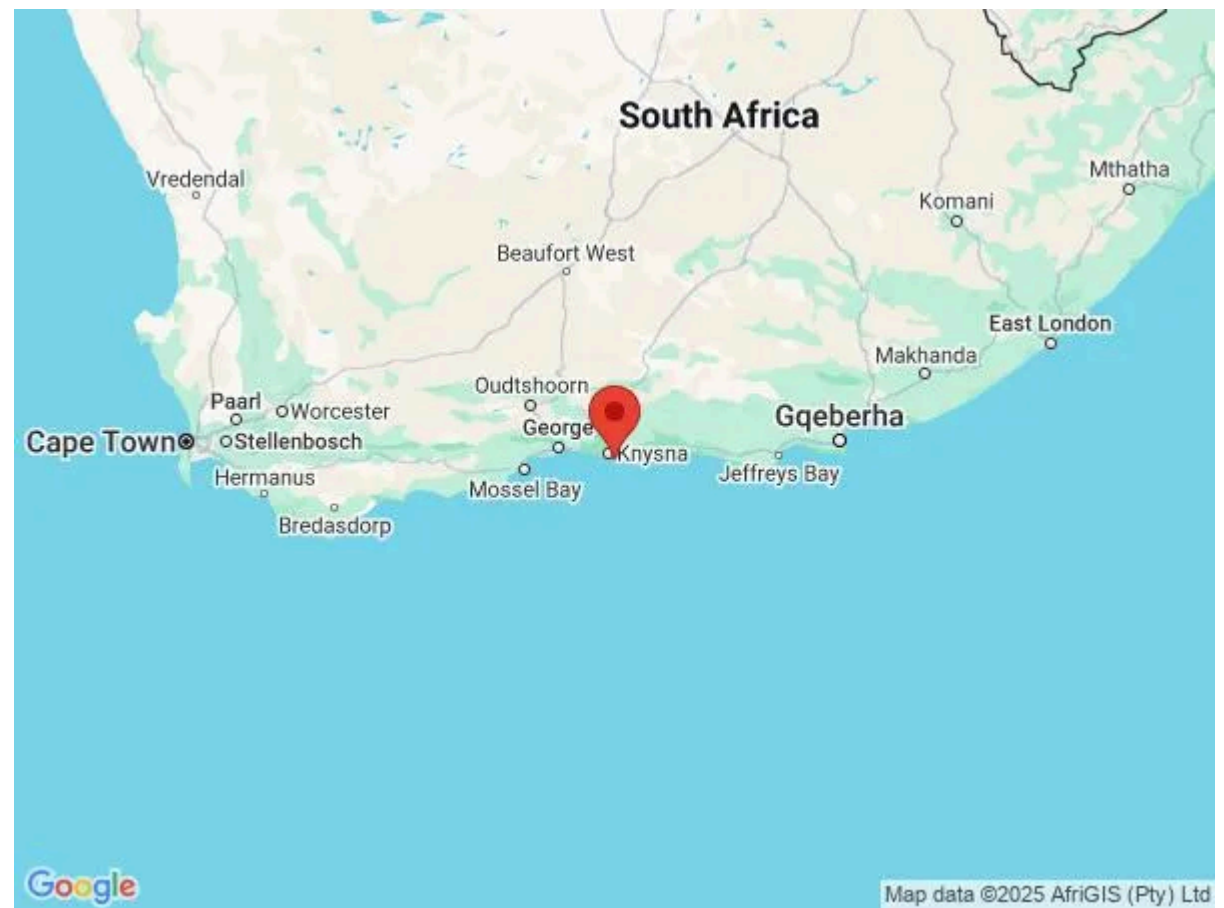 South Africa
Vredendal
Mthatha
Komani
Beaufort West
East London
Makhanda
Oudtshoorn
Paarl
Worcester
Gqeberha
George
Cape Town
Stellenbosch
Knysna
Jeffreys Bay
Hermanus
Mossel Bay
Bredasdorp
Google
Map data ©2025 AfriGIS (Pty) Ltd